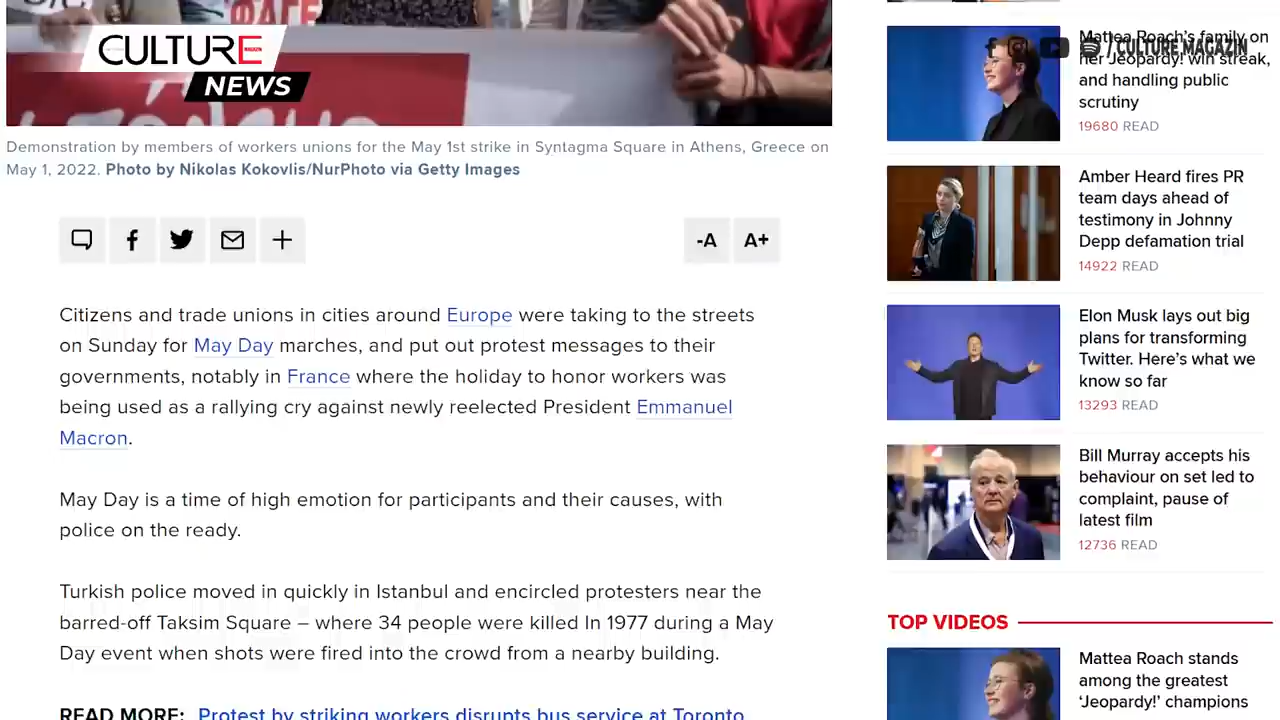 ΦΑΓΕ
CULTURE
NEWS
Demonstration by members of workers unions for the May 1st strike in Syntagma Square in Athens, Greece on
May 1, 2022. Photo by Nikolas Kokovlis/NurPhoto via Getty Images
-A A+
Citizens and trade unions in cities around Europe were taking to the streets
on Sunday for May Day marches, and put out protest messages to their
governments, notably in France where the holiday to honor workers was
being used as a rallying cry against newly reelected President Emmanuel
Macron.
May Day is a time of high emotion for participants and their causes, with
police on the ready.
Turkish police moved in quickly in Istanbul and encircled protesters near the
barred-off Taksim Square – where 34 people were killed In 1977 during a May
Day event when shots were fired into the crowd from a nearby building.
READ MORE: Protest by striking workers disrupts bus service at Toronto
/ CULTURE MAGAZIN
Mattea Roach's family on
her Jeopardy! win streak,
and handling public
scrutiny
19680 READ
Amber Heard fires PR
team days ahead of
testimony in Johnny
Depp defamation trial
14922 READ
Elon Musk lays out big
plans for transforming
Twitter. Here's what we
know so far
13293 READ
Bill Murray accepts his
behaviour on set led to
complaint, pause of
latest film
12736 READ
TOP VIDEOS
Mattea Roach stands
among the greatest
‘Jeopardy!’ champions